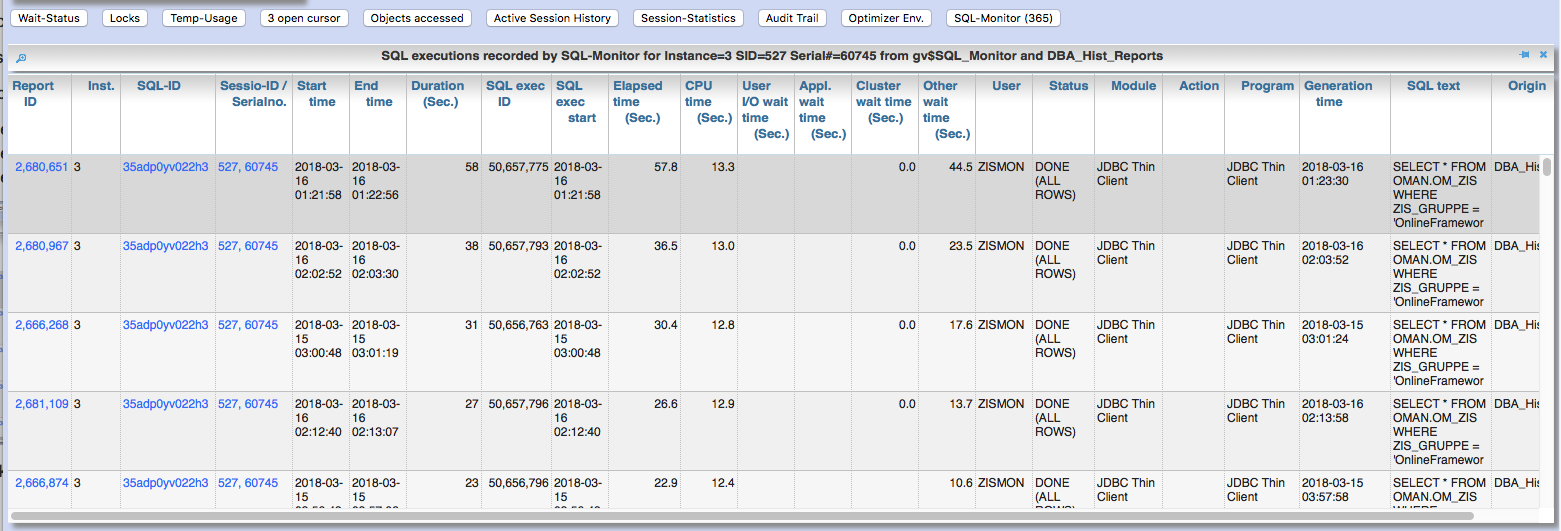 Wait-Status Locks Temp-Usage 3 open cursor Objects accessed Active Session History Session-Statistics Audit Trail Optimizer Env. SQL-Monitor (365)
SQL executions recorded by SQL-Monitor for Instance=3 SID=527 Serial#=60745 from gv$SQL_Monitor and DBA_Hist_Reports
Report Inst. SQL-ID Sessio-ID / Start End Duration SQL exec SQL Elapsed CPU User Appl. Cluster Other User Status Module Action Program Generation SQL text Origin
ID Serialno. time time (Sec.) ID exec time time I/O wait wait wait time wait time
start (Sec.) (Sec.) time time (Sec.) time
(Sec.) (Sec.) (Sec.)
2,680,651 3 35adp0yv022h3 527, 60745 2018-03- 2018-03- 58 50,657,775 2018-03- 57.8 13.3 0.0 44.5 ZISMON DONE JDBC Thin JDBC Thin 2018-03-16 SELECT * FROM DBA_His
16 16 16 (ALL Client Client 01:23:30 OMAN.OM_ZIS
01:21:58 01:22:56 01:21:58 ROWS) WHERE
ZIS_GRUPPE =
'OnlineFramewor
2,680,967 3 35adp0yv022h3 527, 60745 2018-03- 2018-03- 38 50,657,793 2018-03- 36.5 13.0 0.0 23.5 ZISMON DONE JDBC Thin JDBC Thin 2018-03-16 SELECT * FROM DBA_His
16 16 16 (ALL Client Client 02:03:52 OMAN.OM_ZIS
02:02:52 02:03:30 02:02:52 ROWS) WHERE
ZIS_GRUPPE =
'OnlineFramewor
2,666,268 3 35adp0yv022h3 527, 60745 2018-03- 2018-03- 31 50,656,763 2018-03- 30.4 12.8 0.0 17.6 ZISMON DONE JDBC Thin JDBC Thin 2018-03-15 SELECT * FROM DBA_His
15 15 15 (ALL Client Client 03:01:24 OMAN.OM_ZIS
03:00:48 03:01:19 03:00:48 ROWS) WHERE
ZIS_GRUPPE =
'OnlineFramewor
2,681,109 3 35adp0yv022h3 527, 60745 2018-03- 2018-03- 27 50,657,796 2018-03- 26.6 12.9 0.0 13.7 ZISMON DONE JDBC Thin JDBC Thin 2018-03-16 SELECT * FROM DBA_His
16 16 16 (ALL Client Client 02:13:58 OMAN.OM_ZIS
02:12:40 02:13:07 02:12:40 ROWS) WHERE
ZIS_GRUPPE =
'OnlineFramewor
2,666,874 3 35adp0yv022h3 527, 60745 2018-03- 2018-03- 23 50,656,796 2018-03- 22.9 12.4 10.6 ZISMON DONE JDBC Thin JDBC Thin 2018-03-15 SELECT * FROM DBA_His
15 15 15 (ALL Client Client 03:57:58 OMAN.OM_ZIS